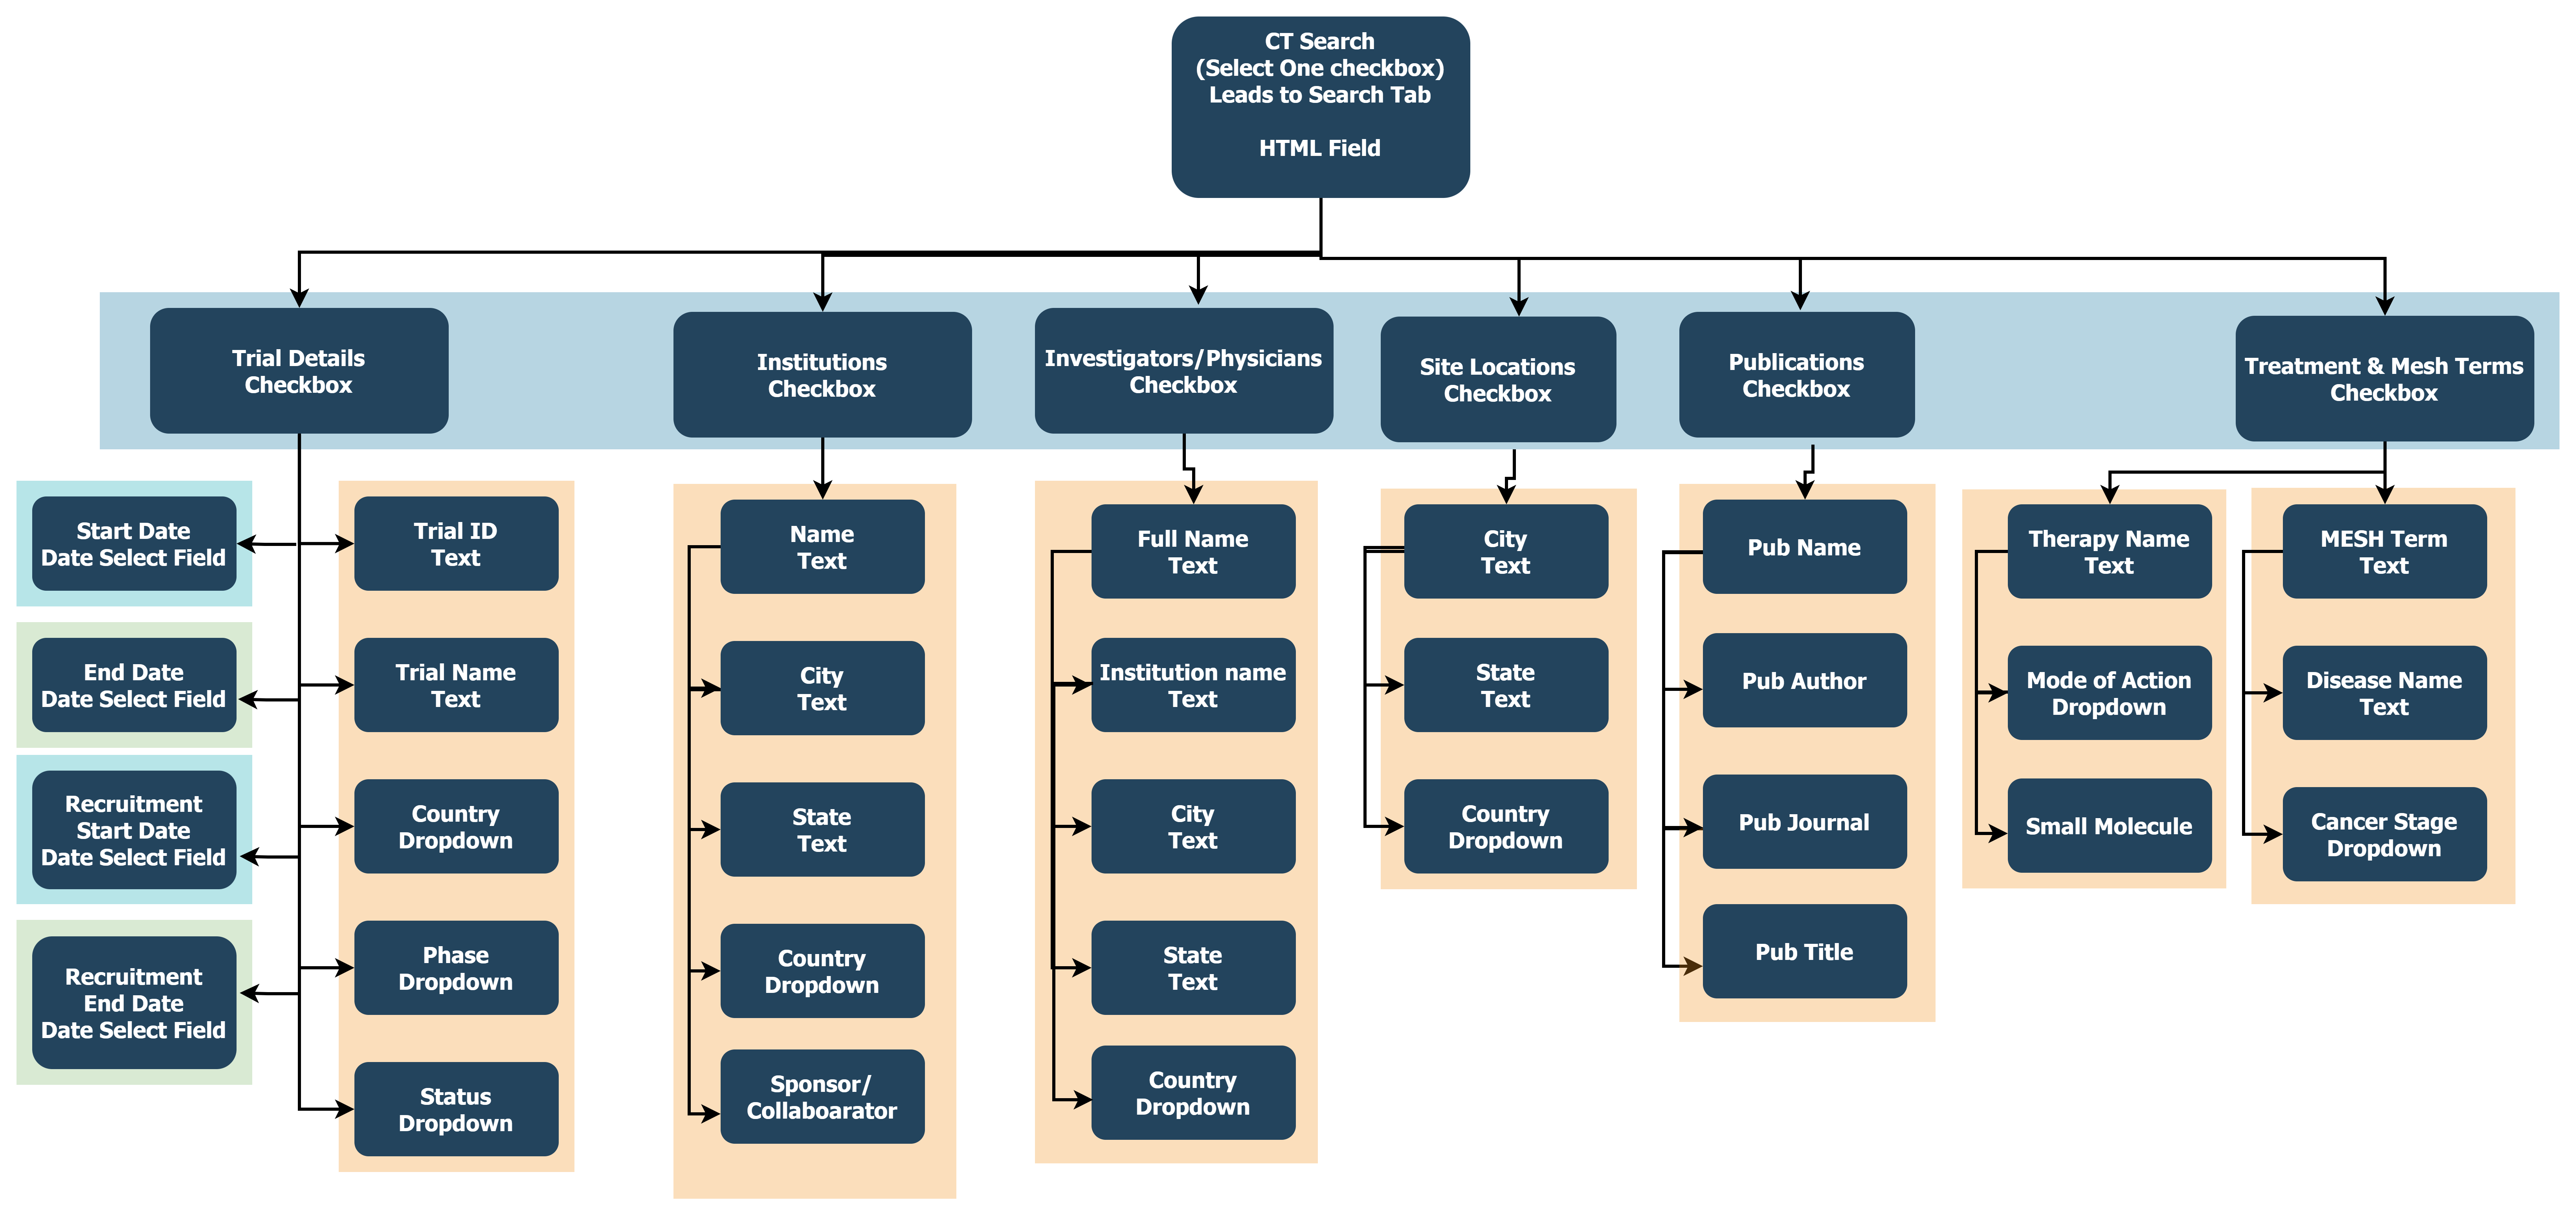 CT Search
(Select One checkbox)
Leads to Search Tab
HTML Field
Trial Details
Checkbox
Institutions
Checkbox
Investigators/Physicians
Checkbox
Site Locations
Checkbox
Publications
Checkbox
Treatment & Mesh Terms
Checkbox
Start Date
Date Select Field
End Date
Date Select Field
Recruitment
Start Date
Date Select Field
Recruitment
End Date
Date Select Field
Trial ID
Text
Trial Name
Text
Country
Dropdown
Phase
Dropdown
Status
Dropdown
Name
Text
City
Text
State
Text
Country
Dropdown
Sponsor/
Collaboarator
Full Name
Text
Institution name
Text
City
Text
State
Text
Country
Dropdown
City
Text
State
Text
Country
Dropdown
Pub Name
Pub Author
Pub Journal
Pub Title
Therapy Name
Text
Mode of Action
Dropdown
Small Molecule
MESH Term
Text
Disease Name
Text
Cancer Stage
Dropdown